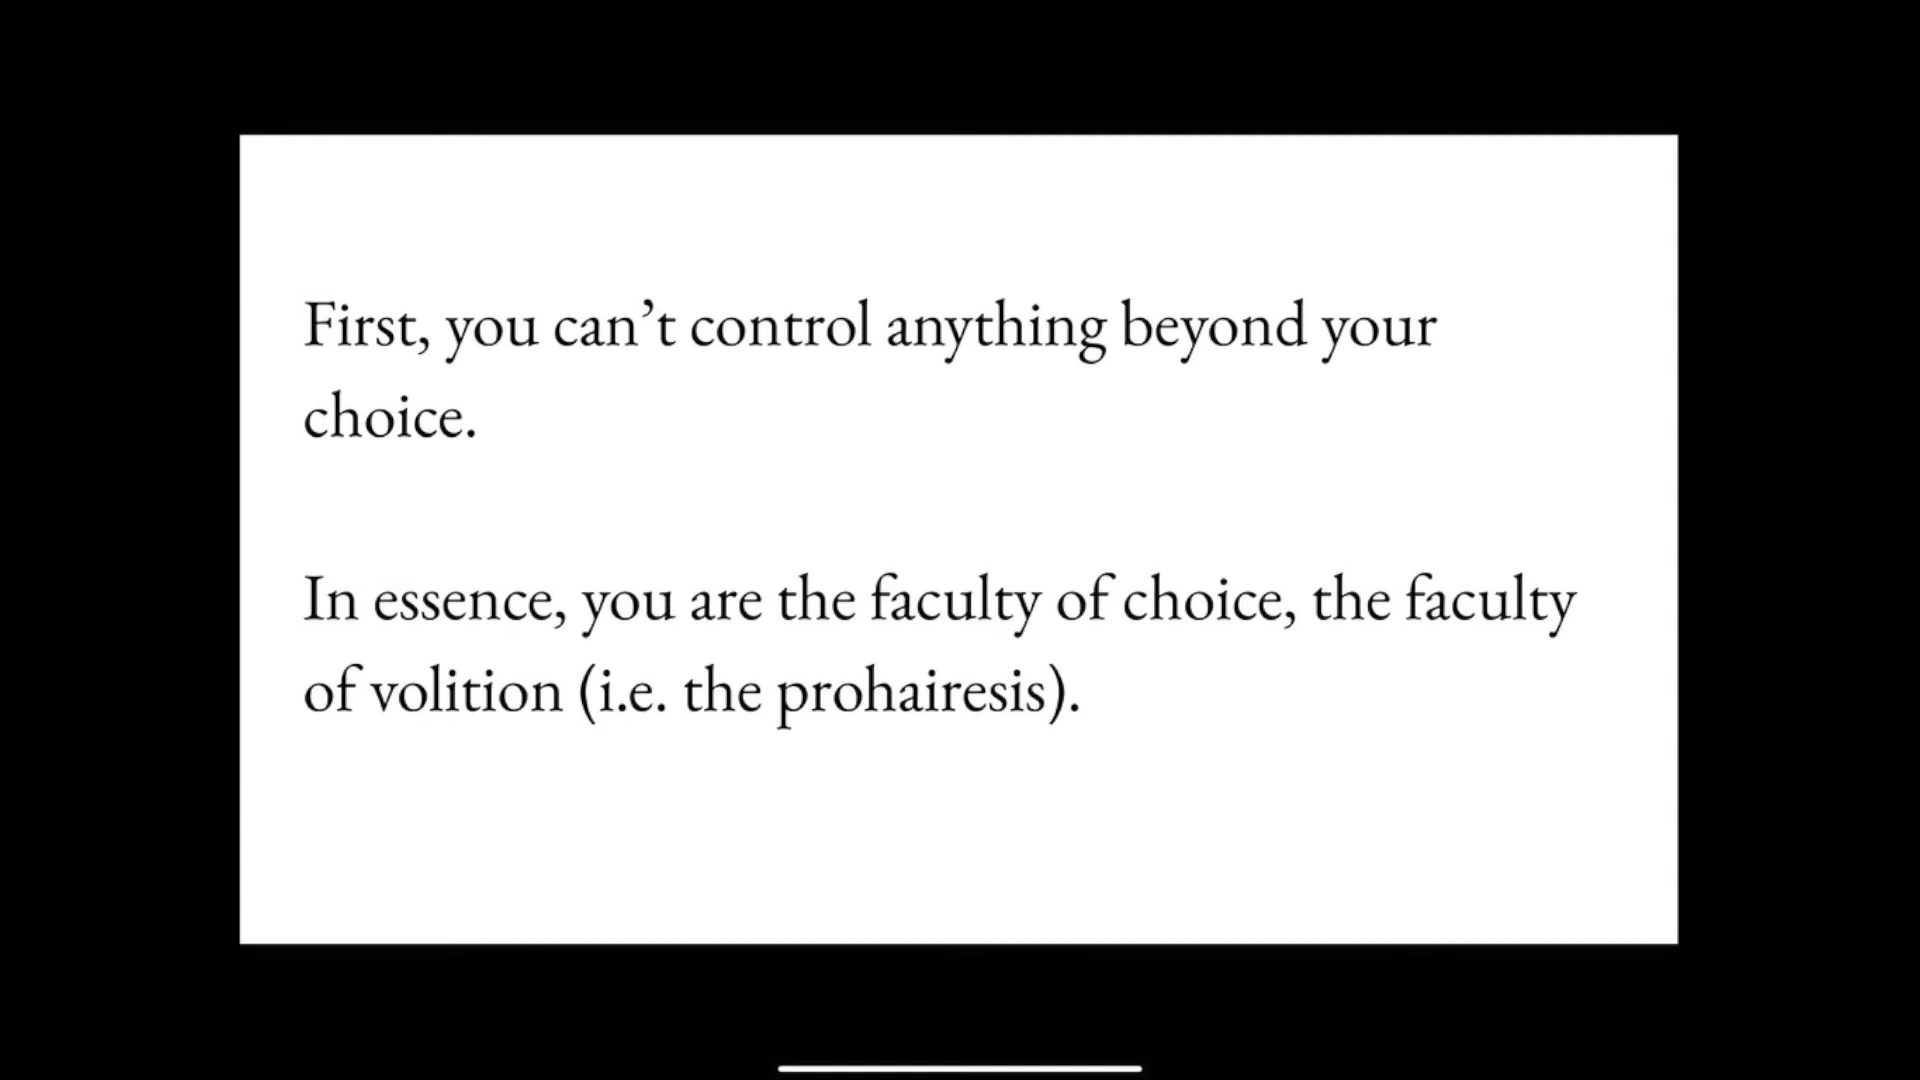 First, you can’t control anything beyond your
choice.
In essence, you are the faculty of choice, the faculty
of volition (i.e. the prohairesis).